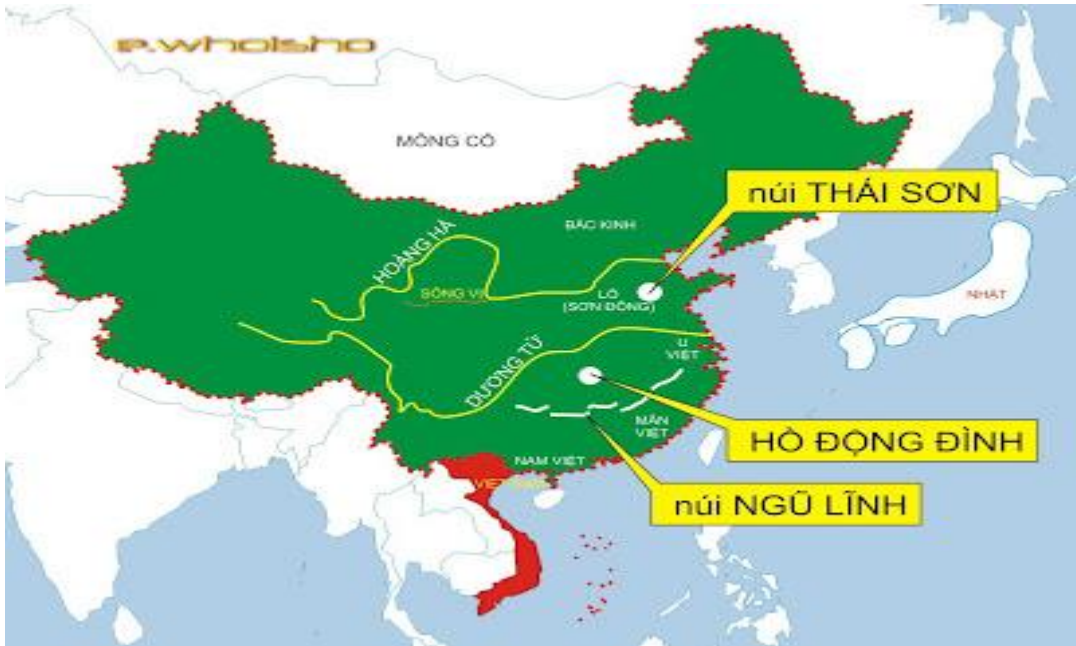 e.whoisho
MÔNG CỔ
núi THÁI SƠN
BẮC KINH
HOÀNG HÀ
SÔNG VỊ
LỖ
(SƠN ĐÔNG)
NHẬT
DƯƠNG TỬ
U
VIỆT
MÂN
VIỆT
HỒ ĐỘNG ĐÌNH
NAM VIỆT
núi NGŨ LĨNH